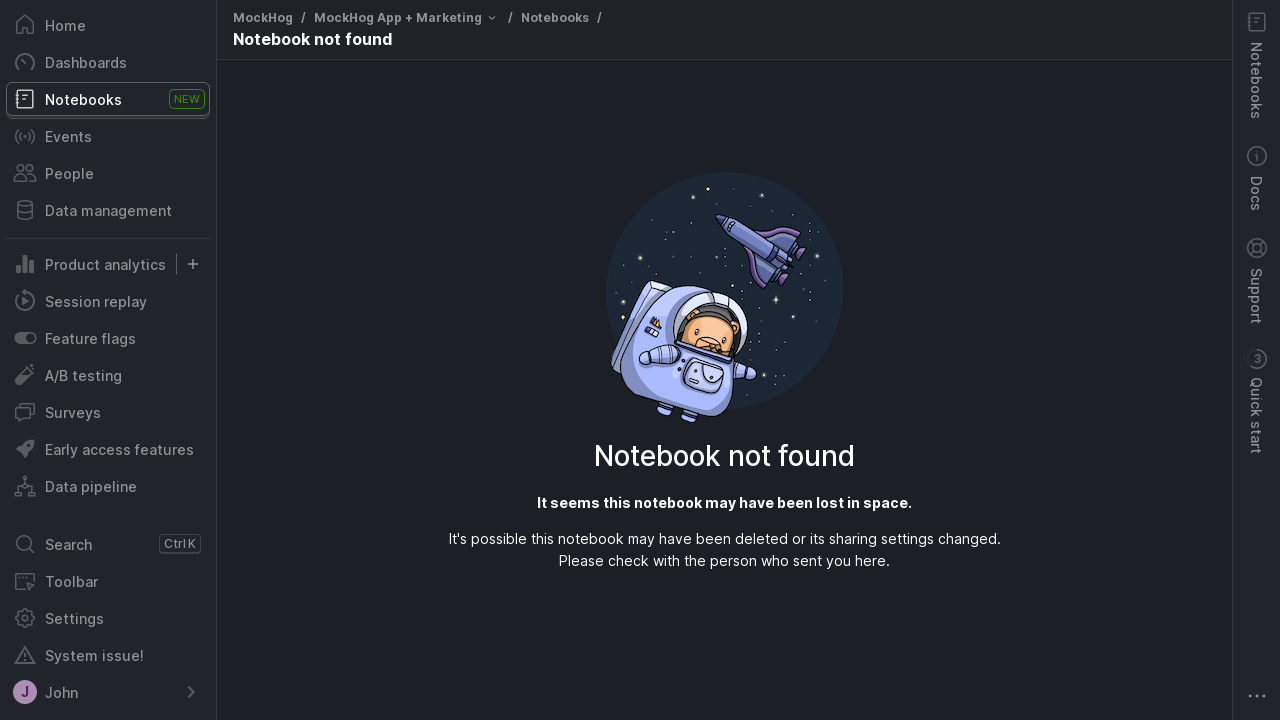 Home
Dashboards
Notebooks NEW
Events
People
Data management
Product analytics
Session replay
Feature flags
A/B testing
Surveys
Early access features
Data pipeline
Search Ctrl K
Toolbar
Settings
System issue!
J John
MockHog / MockHog App + Marketing / Notebooks /
Notebook not found
Notebook not found
It seems this notebook may have been lost in space.
It's possible this notebook may have been deleted or its sharing settings changed.
Please check with the person who sent you here.
Notebooks
Docs
Support
3 Quick start